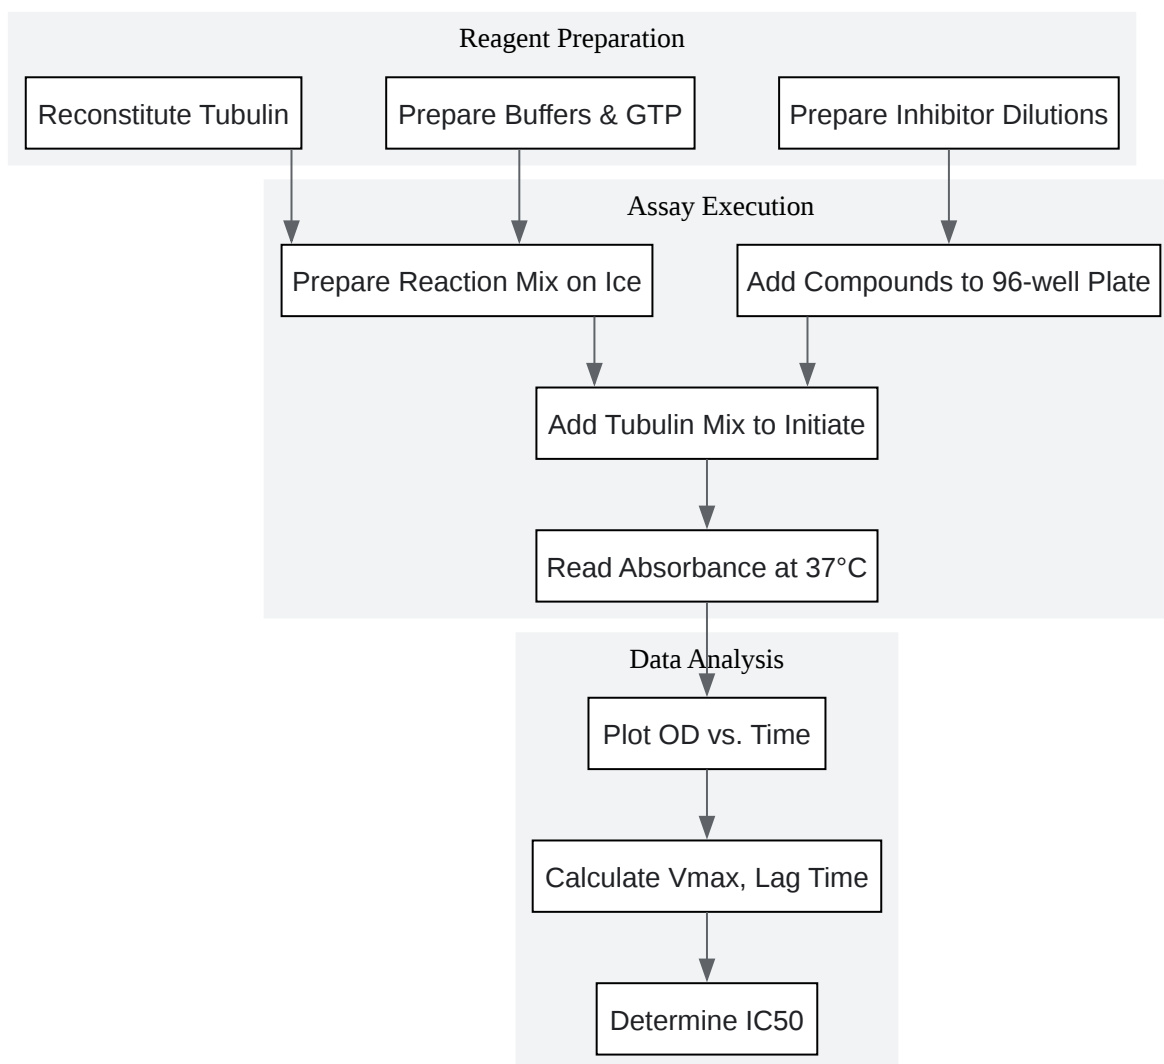 Reagent Preparation
Reconstitute Tubulin
Prepare Buffers & GTP
Prepare Inhibitor Dilutions
Assay Execution
Prepare Reaction Mix on Ice
Add Compounds to 96-well Plate
Add Tubulin Mix to Initiate
Read Absorbance at 37°C
Data Analysis
Plot OD vs. Time
Calculate Vmax, Lag Time
Determine IC50